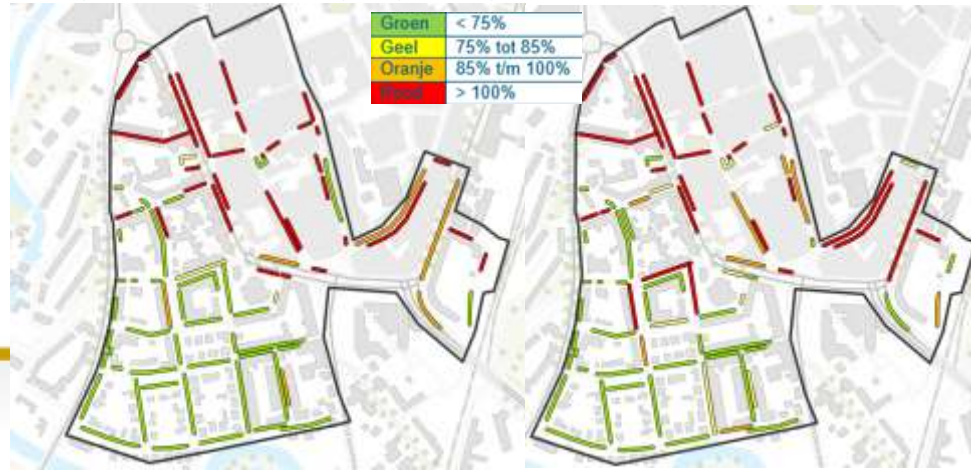 Groen < 75%
Geel 75% tot 85%
Oranje 85% t/m 100%
Rood > 100%